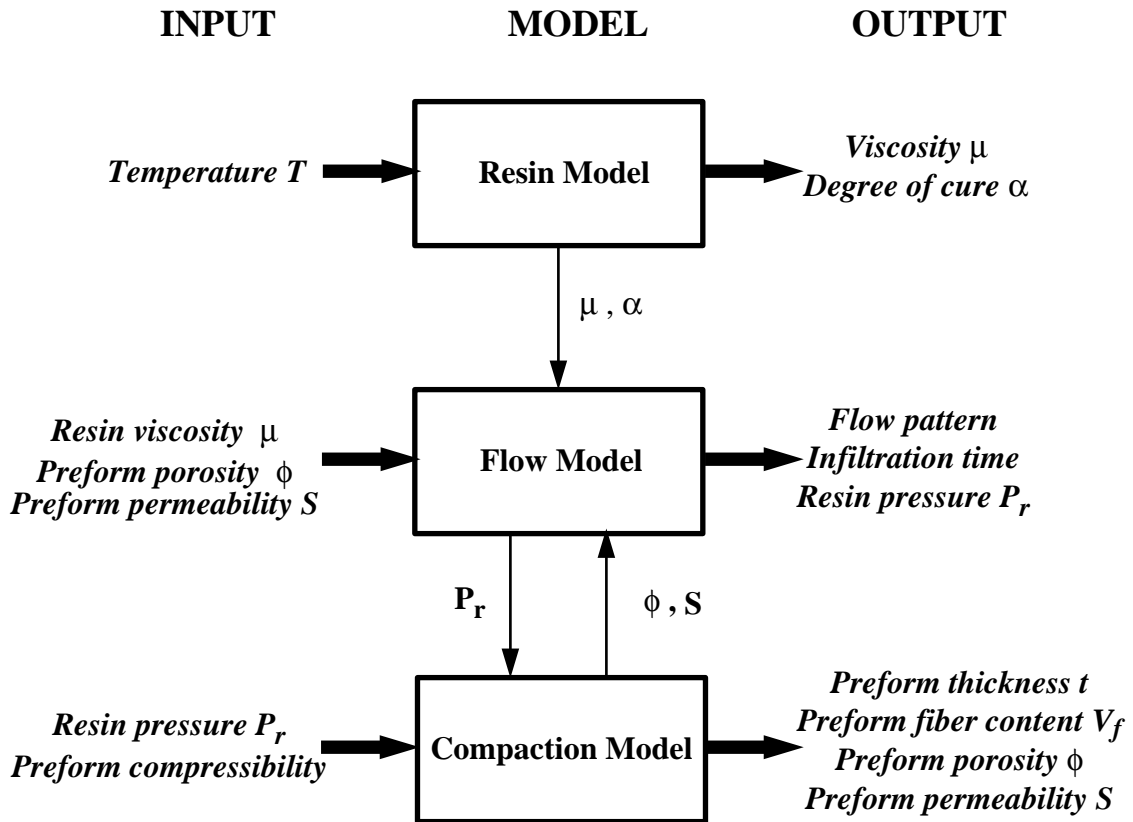 INPUT MODEL OUTPUT
Temperature T
Resin Model
Viscosity μ
Degree of cure α
μ , α
Resin viscosity μ
Preform porosity ϕ
Preform permeability S
Flow Model
Flow pattern
Infiltration time
Resin pressure Pr
Pr
ϕ , S
Resin pressure Pr
Preform compressibility
Compaction Model
Preform thickness t
Preform fiber content Vf
Preform porosity ϕ
Preform permeability S